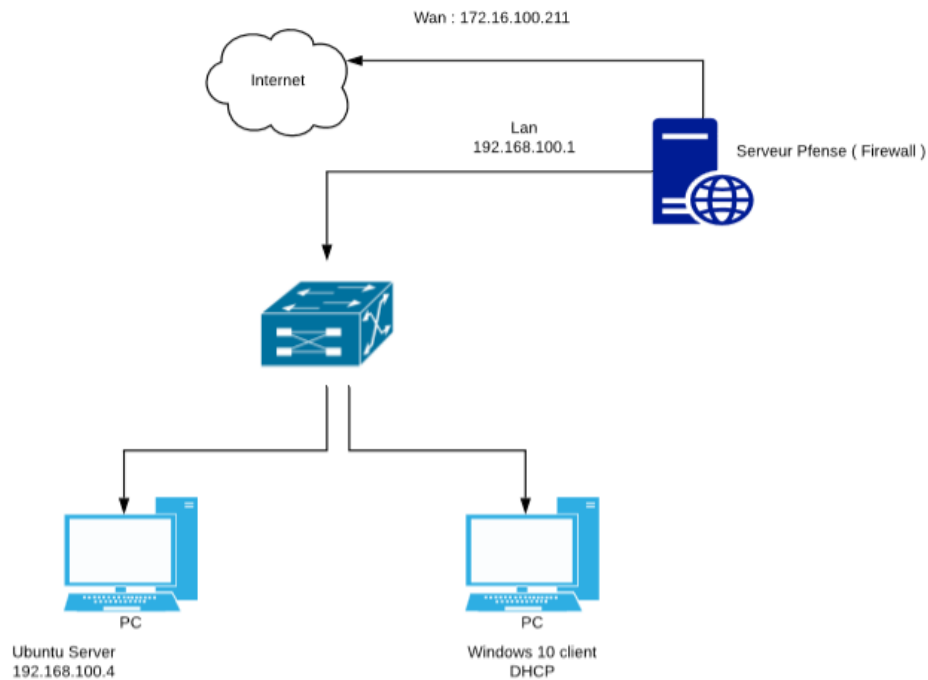 Wan : 172.16.100.211
Internet
Lan
192.168.100.1
Serveur Pfense ( Firewall )
PC
Ubuntu Server
192.168.100.4
PC
Windows 10 client
DHCP